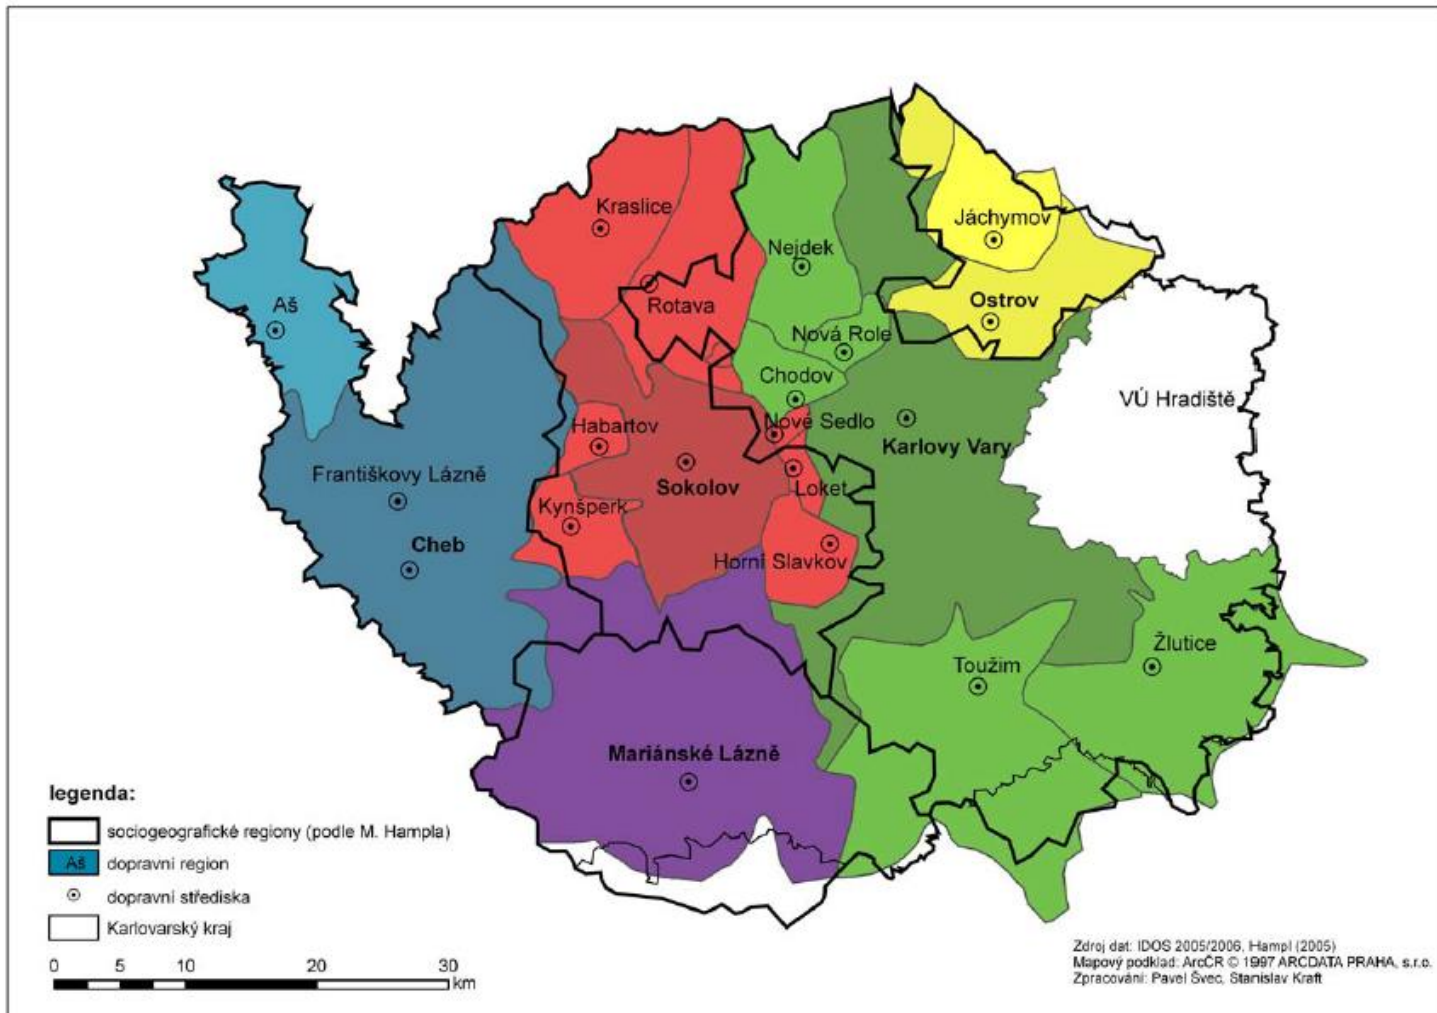 Kraslice
Jáchymov
Nejdek
Aš
Rotava
Ostrov
Nová Role
Chodov
VÚ Hradiště
Habartov
Nové Sedlo
Karlovy Vary
Františkovy Lázně
Sokolov
Loket
Kynšperk
Cheb
Horní Slavkov
Toužim
Žlutice
Mariánské Lázně
legenda:
sociogeografické regiony (podle M. Hampla)
Aš dopravní region
dopravní střediska
Karlovarský kraj
0 5 10 20 30
km
Zdroj dat: IDOS 2005/2006, Hampl (2005)
Mapový podklad: ArcČR © 1997 ARCDATA PRAHA, s.r.o.
Zpracování: Pavel Švec, Stanislav Kraft